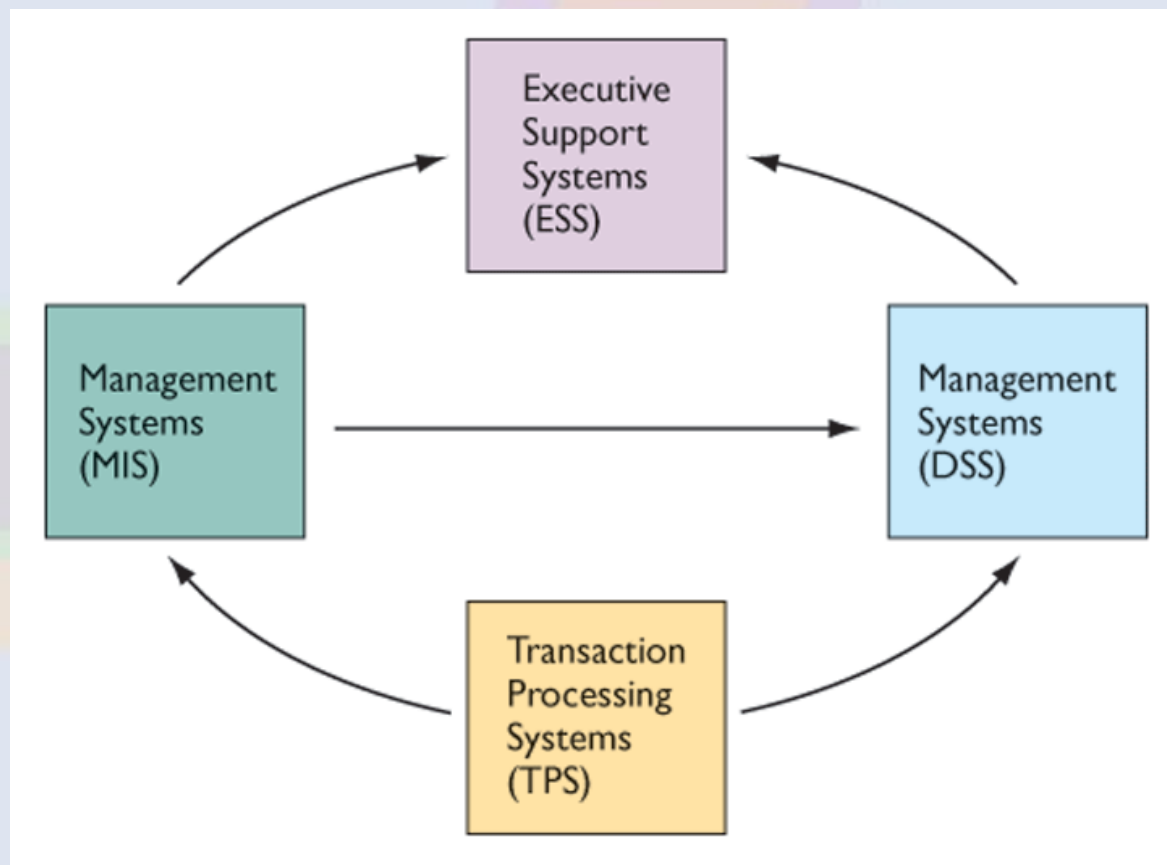 Executive
Support
Systems
(ESS)
Management
Systems
(MIS)
Management
Systems
(DSS)
Transaction
Processing
Systems
(TPS)